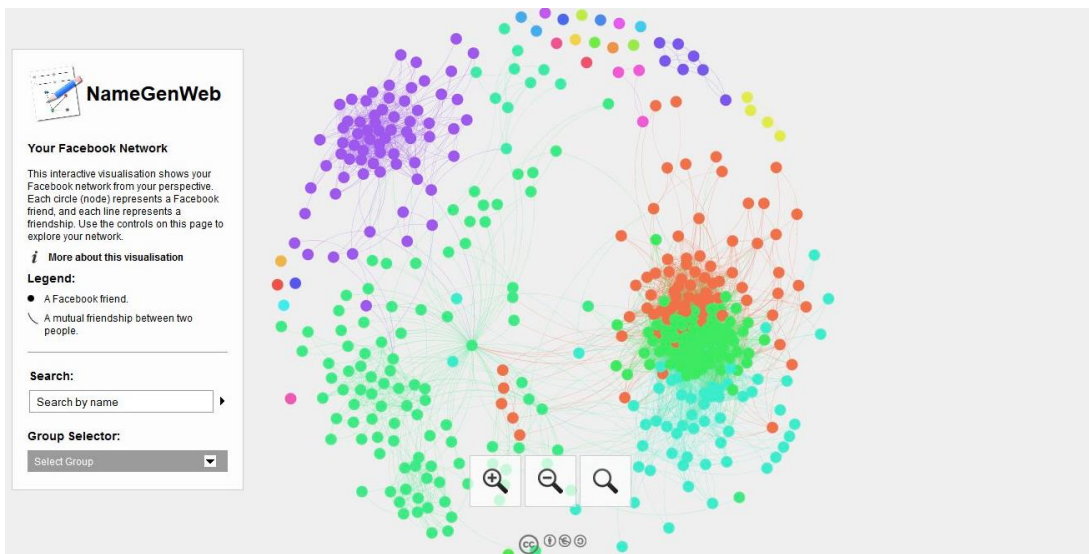 NameGenWeb
Your Facebook Network
This interactive visualisation shows your
Facebook network from your perspective.
Each circle (node) represents a Facebook
friend, and each line represents a
friendship. Use the controls on this page to
explore your network.
i More about this visualisation
Legend:
A Facebook friend.
A mutual friendship between two
people.
Search:
Search by name
Group Selector:
Select Group
cc